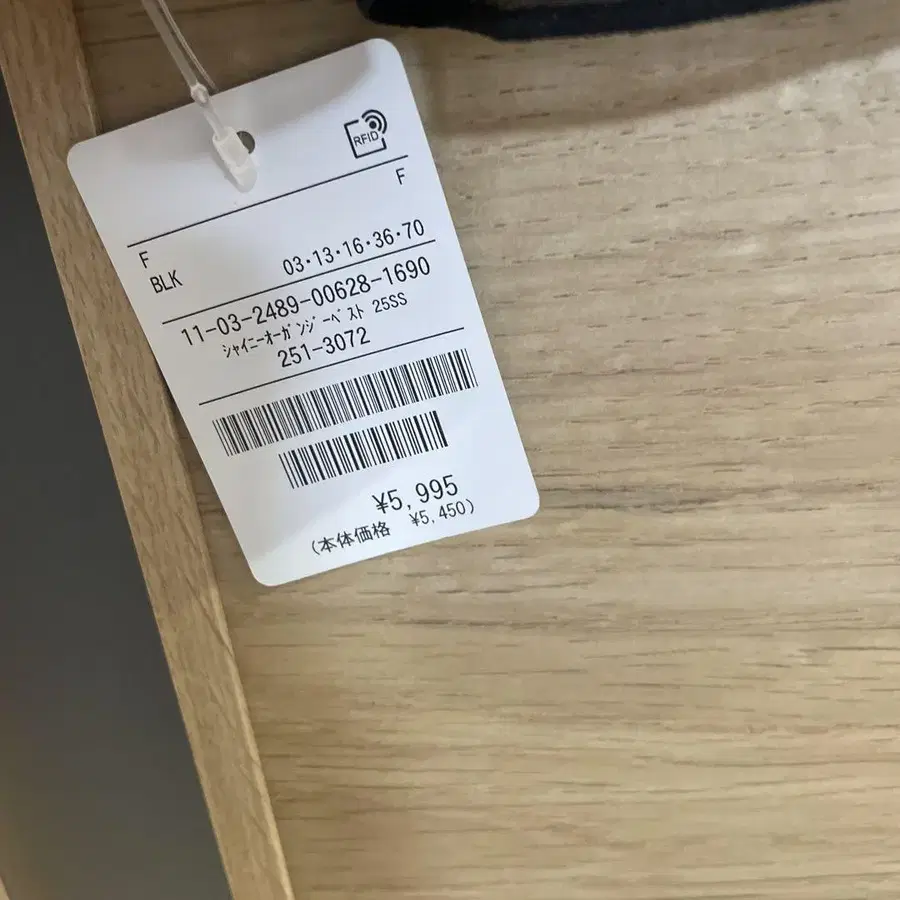 RFID
F
F
BLK 03・13・16・36・70
11-03-2489-00628-1690
ｼｬｲﾆｰｵｰｶﾞﾝｼﾞｰﾍﾞｽﾄ 25SS
251-3072
¥5,995
(本体価格 ¥5,450)